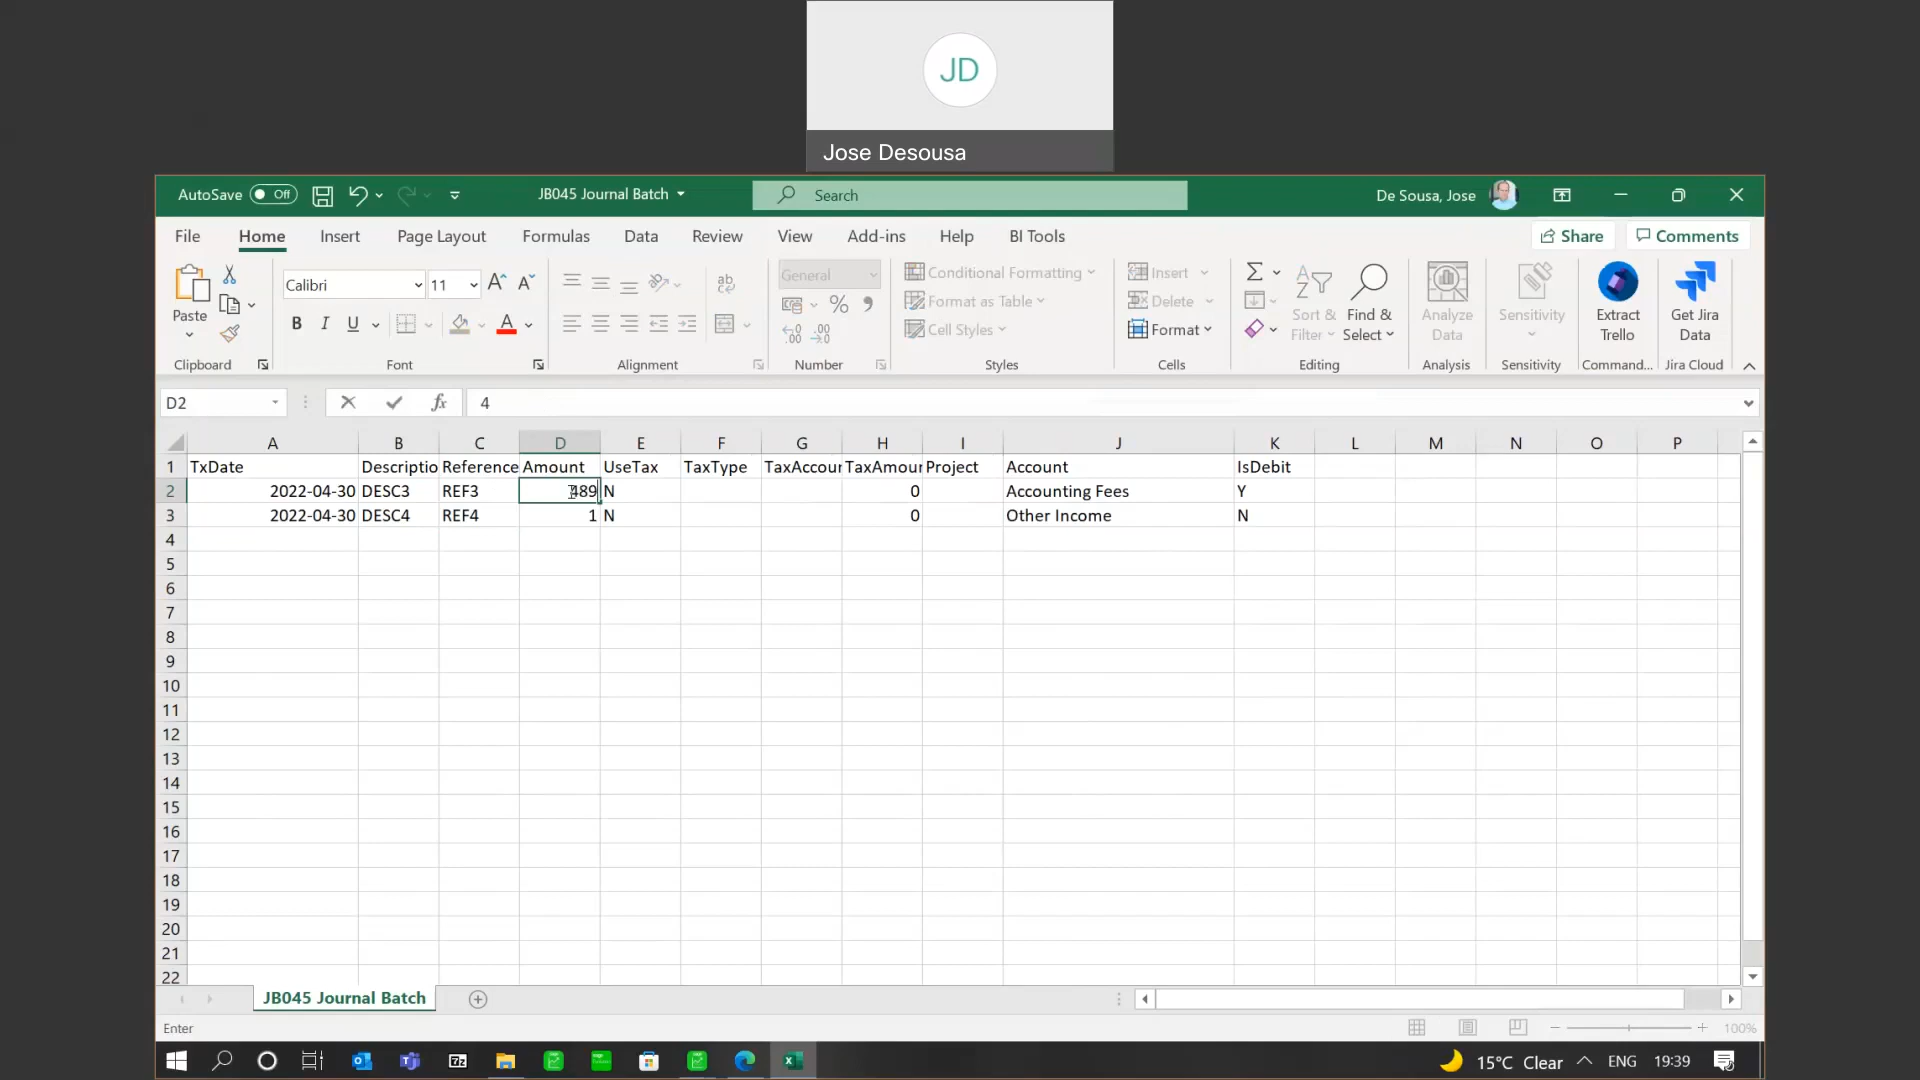 JD
Jose Desousa
AutoSave Off JB045 Journal Batch Search De Sousa, Jose
File Home Insert Page Layout Formulas Data Review View Add-ins Help BI Tools Share Comments
Paste Calibri 11 A A ab General Conditional Formatting Insert
B I U A % Format as Table Delete
Cell Styles Format
Sort & Filter Find & Select Analyze Data Sensitivity Extract Trello Get Jira Data
Clipboard Font Alignment Number Styles Cells Editing Analysis Sensitivity Command... Jira Cloud
D2 fx 4
A B C D E F G H I J K L M N O P
1 TxDate Descriptio Reference Amount UseTax TaxType TaxAccour TaxAmour Project Account IsDebit
2 2022-04-30 DESC3 REF3 489 N 0 Accounting Fees Y
3 2022-04-30 DESC4 REF4 1 N 0 Other Income N
4
5
6
7
8
9
10
11
12
13
14
15
16
17
18
19
20
21
22
JB045 Journal Batch
Enter 100%
7z 15°C Clear ENG 19:39